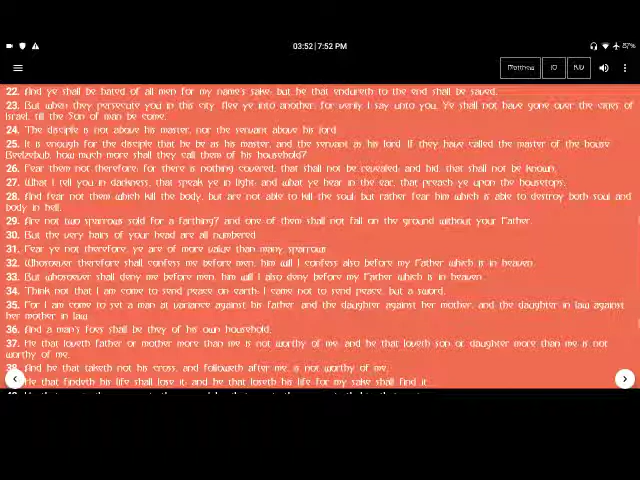 03:52 | 7:52 PM
87%
Matthew 10 KJV
22. And ye shall be hated of all men for my name's sake: but he that endureth to the end shall be saved.
23. But when they persecute you in this city, flee ye into another: for verily I say unto you, Ye shall not have gone over the cities of
Israel, till the Son of man be come.
24. The disciple is not above his master, nor the servant above his lord.
25. It is enough for the disciple that he be as his master, and the servant as his lord. If they have called the master of the house
Beelzebub, how much more shall they call them of his household?
26. Fear them not therefore: for there is nothing covered, that shall not be revealed; and hid, that shall not be known.
27. What I tell you in darkness, that speak ye in light: and what ye hear in the ear, that preach ye upon the housetops.
28. And fear not them which kill the body, but are not able to kill the soul: but rather fear him which is able to destroy both soul and
body in hell.
29. Are not two sparrows sold for a farthing? and one of them shall not fall on the ground without your Father.
30. But the very hairs of your head are all numbered.
31. Fear ye not therefore, ye are of more value than many sparrows.
32. Whosoever therefore shall confess me before men, him will I confess also before my Father which is in heaven.
33. But whosoever shall deny me before men, him will I also deny before my Father which is in heaven.
34. Think not that I am come to send peace on earth: I came not to send peace, but a sword.
35. For I am come to set a man at variance against his father, and the daughter against her mother, and the daughter in law against
her mother in law.
36. And a man's foes shall be they of his own household.
37. He that loveth father or mother more than me is not worthy of me: and he that loveth son or daughter more than me is not
worthy of me.
38. And he that taketh not his cross, and followeth after me, is not worthy of me.
He that findeth his life shall lose it: and he that loseth his life for my sake shall find it.